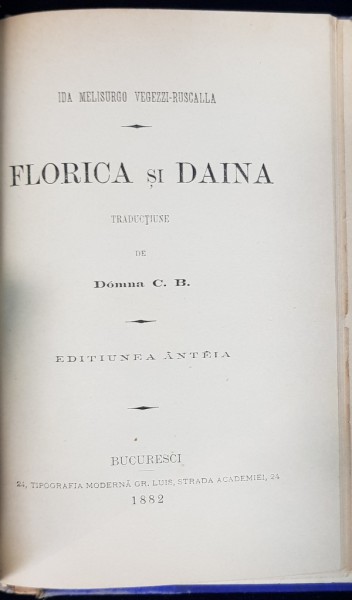 IDA MELISURGO VEGEZZI-RUSCALLA
FLORICA ȘI DAINA
TRADUCȚIUNE
DE
Dómna C. B.
EDITIUNEA ÂNTÊIA
BUCURESCI
24, TIPOGRAFIA MODERNĂ GR. LUIS, STRADA ACADEMIEI, 24
1882